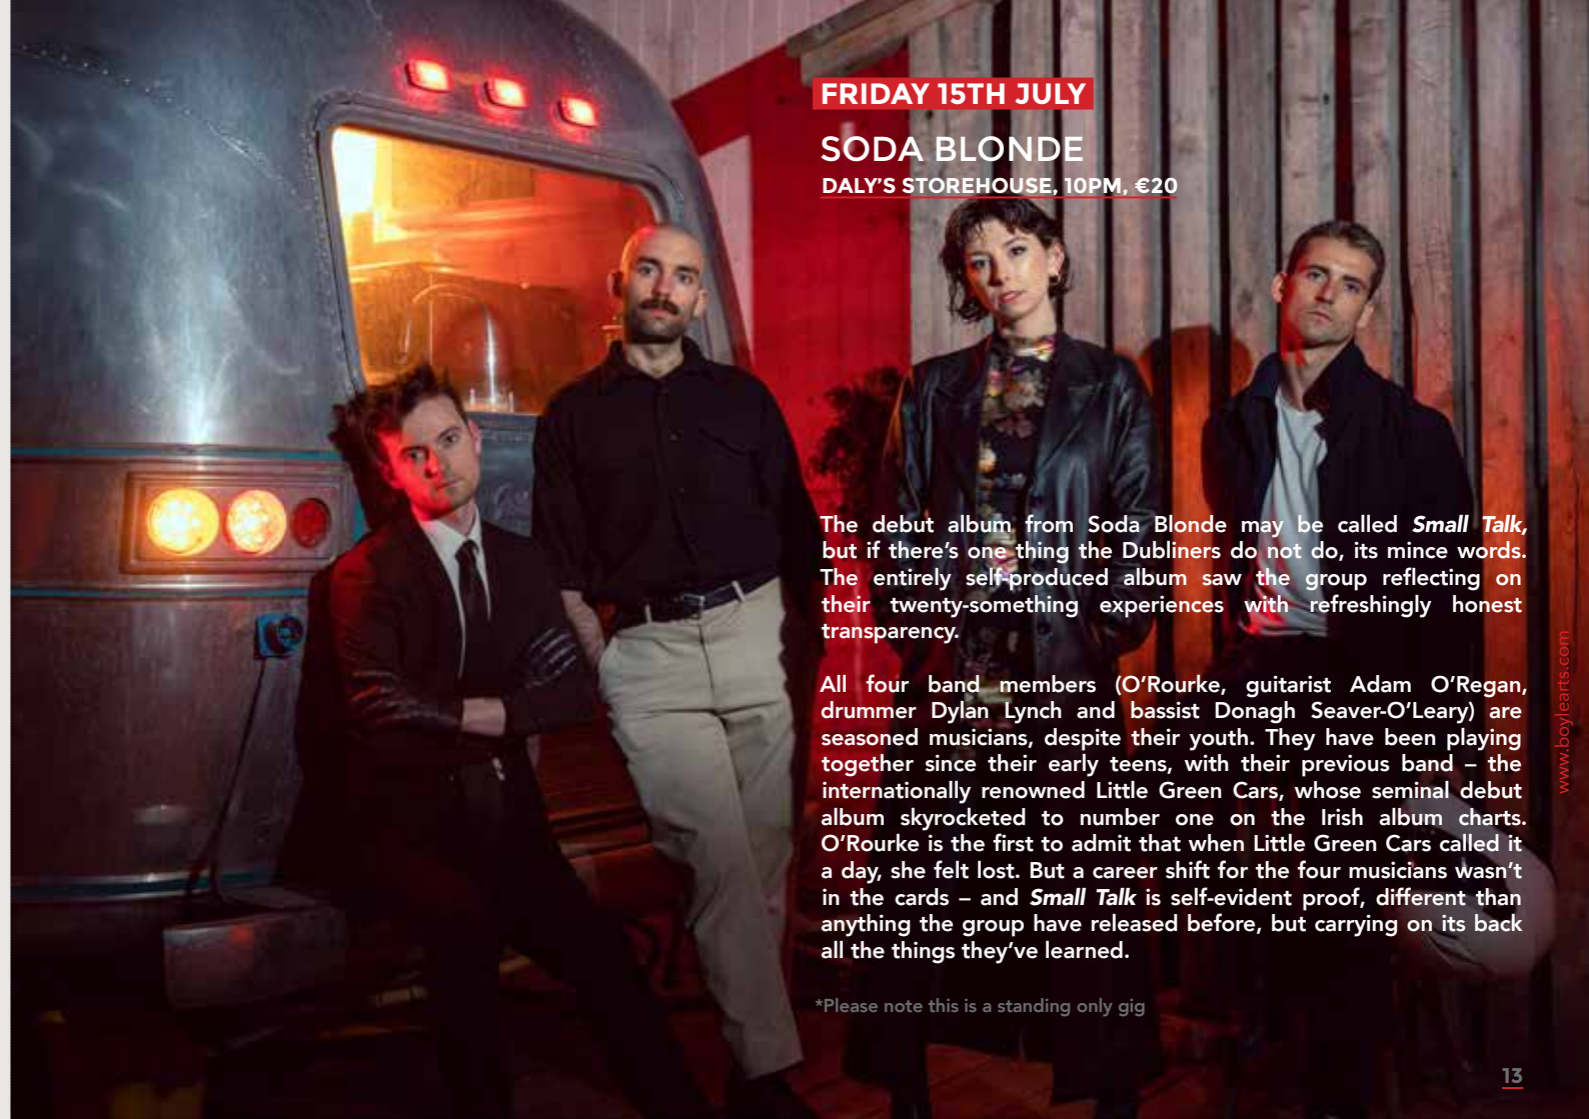 FRIDAY 15TH JULY
SODA BLONDE
DALY'S STOREHOUSE, 10PM, €20
The debut album from Soda Blonde may be called Small Talk,
but if there's one thing the Dubliners do not do, its mince words.
The entirely self-produced album saw the group reflecting on
their twenty-something experiences with refreshingly honest
transparency.
All four band members (O'Rourke, guitarist Adam O'Regan,
drummer Dylan Lynch and bassist Donagh Seaver-O'Leary) are
seasoned musicians, despite their youth. They have been playing
together since their early teens, with their previous band – the
internationally renowned Little Green Cars, whose seminal debut
album skyrocketed to number one on the Irish album charts.
O'Rourke is the first to admit that when Little Green Cars called it
a day, she felt lost. But a career shift for the four musicians wasn't
in the cards – and Small Talk is self-evident proof, different than
anything the group have released before, but carrying on its back
all the things they've learned.
*Please note this is a standing only gig
www.boylearts.com
13